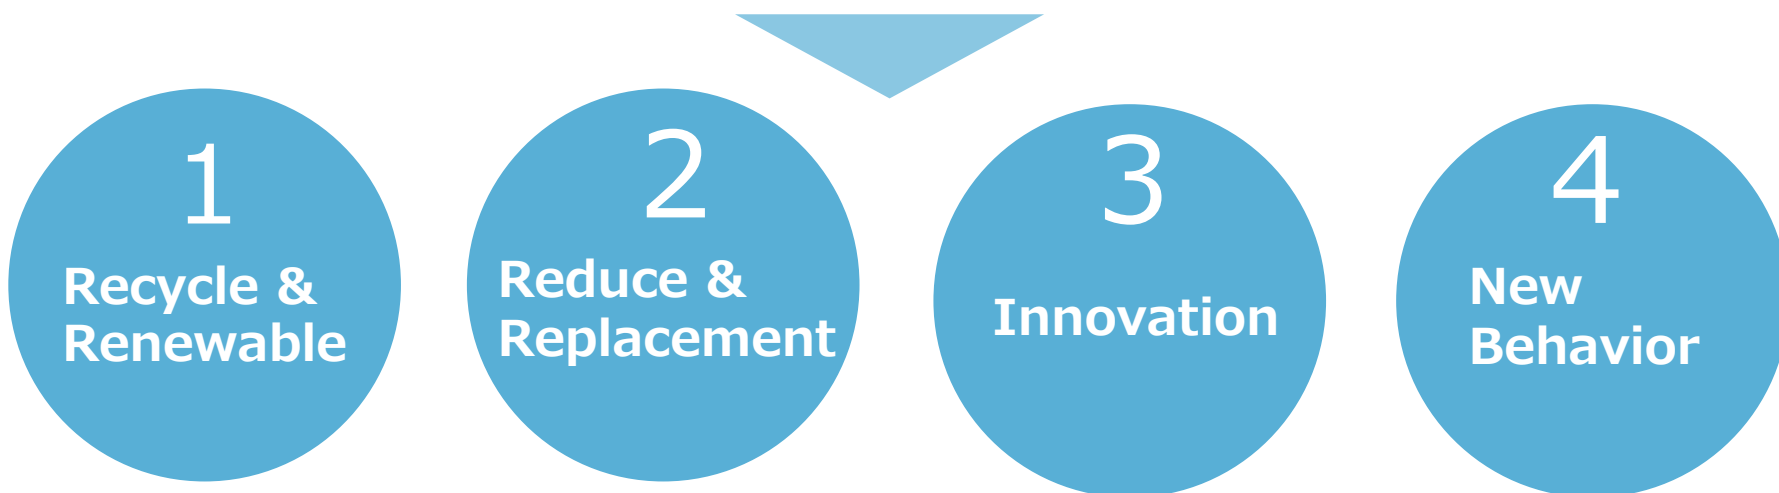 1
Recycle &
Renewable
2
Reduce &
Replacement
3
Innovation
4
New
Behavior